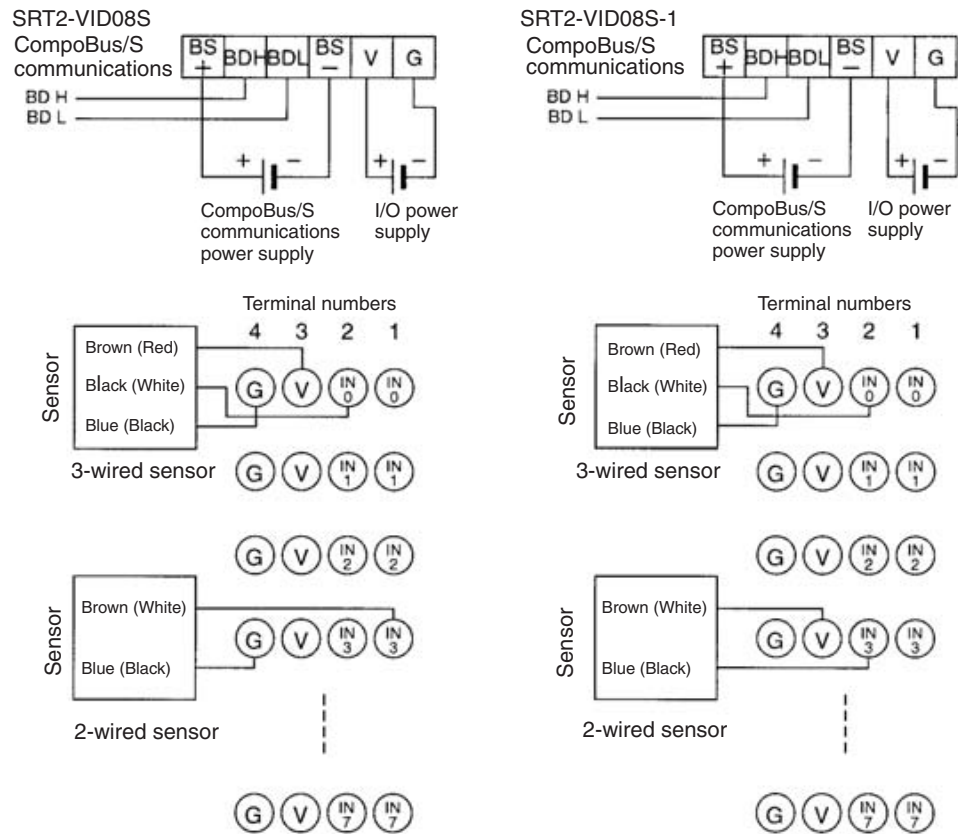 SRT2-VID08S
CompoBus/S
communications
BS + BDH BDL BS – V G
BD H
BD L
+ –
+ –
CompoBus/S
communications
power supply
I/O power
supply
Terminal numbers
4 3 2 1
Sensor
Brown (Red)
Black (White)
Blue (Black)
G V IN 0 IN 0
3-wired sensor
G V IN 1 IN 1
G V IN 2 IN 2
Sensor
Brown (White)
Blue (Black)
G V IN 3 IN 3
2-wired sensor
G V IN 7 IN 7
SRT2-VID08S-1
CompoBus/S
communications
BS + BDH BDL BS – V G
BD H
BD L
+ –
+ –
CompoBus/S
communications
power supply
I/O power
supply
Terminal numbers
4 3 2 1
Sensor
Brown (Red)
Black (White)
Blue (Black)
G V IN 0 IN 0
3-wired sensor
G V IN 1 IN 1
G V IN 2 IN 2
Sensor
Brown (White)
Blue (Black)
G V IN 3 IN 3
2-wired sensor
G V IN 7 IN 7